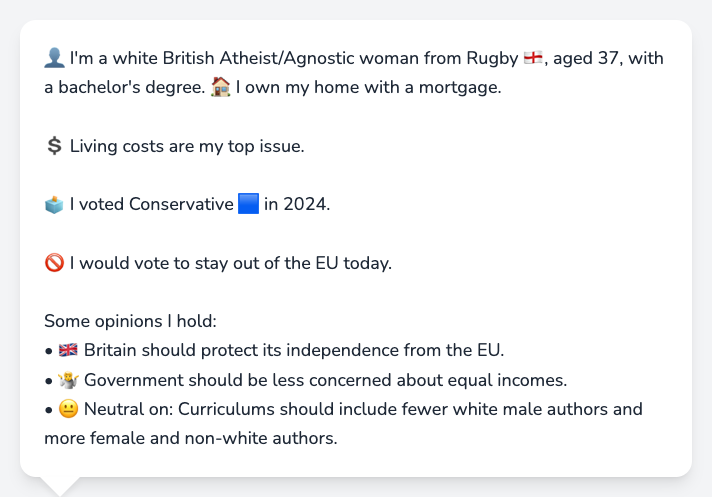 👤 I'm a white British Atheist/Agnostic woman from Rugby 🏴󠁧󠁢󠁥󠁮󠁧󠁿, aged 37, with
a bachelor's degree. 🏠 I own my home with a mortgage.
💲 Living costs are my top issue.
🗳️ I voted Conservative 🟦 in 2024.
🚫 I would vote to stay out of the EU today.
Some opinions I hold:
• 🇬🇧 Britain should protect its independence from the EU.
• 🤷 Government should be less concerned about equal incomes.
• 😐 Neutral on: Curriculums should include fewer white male authors and
more female and non-white authors.